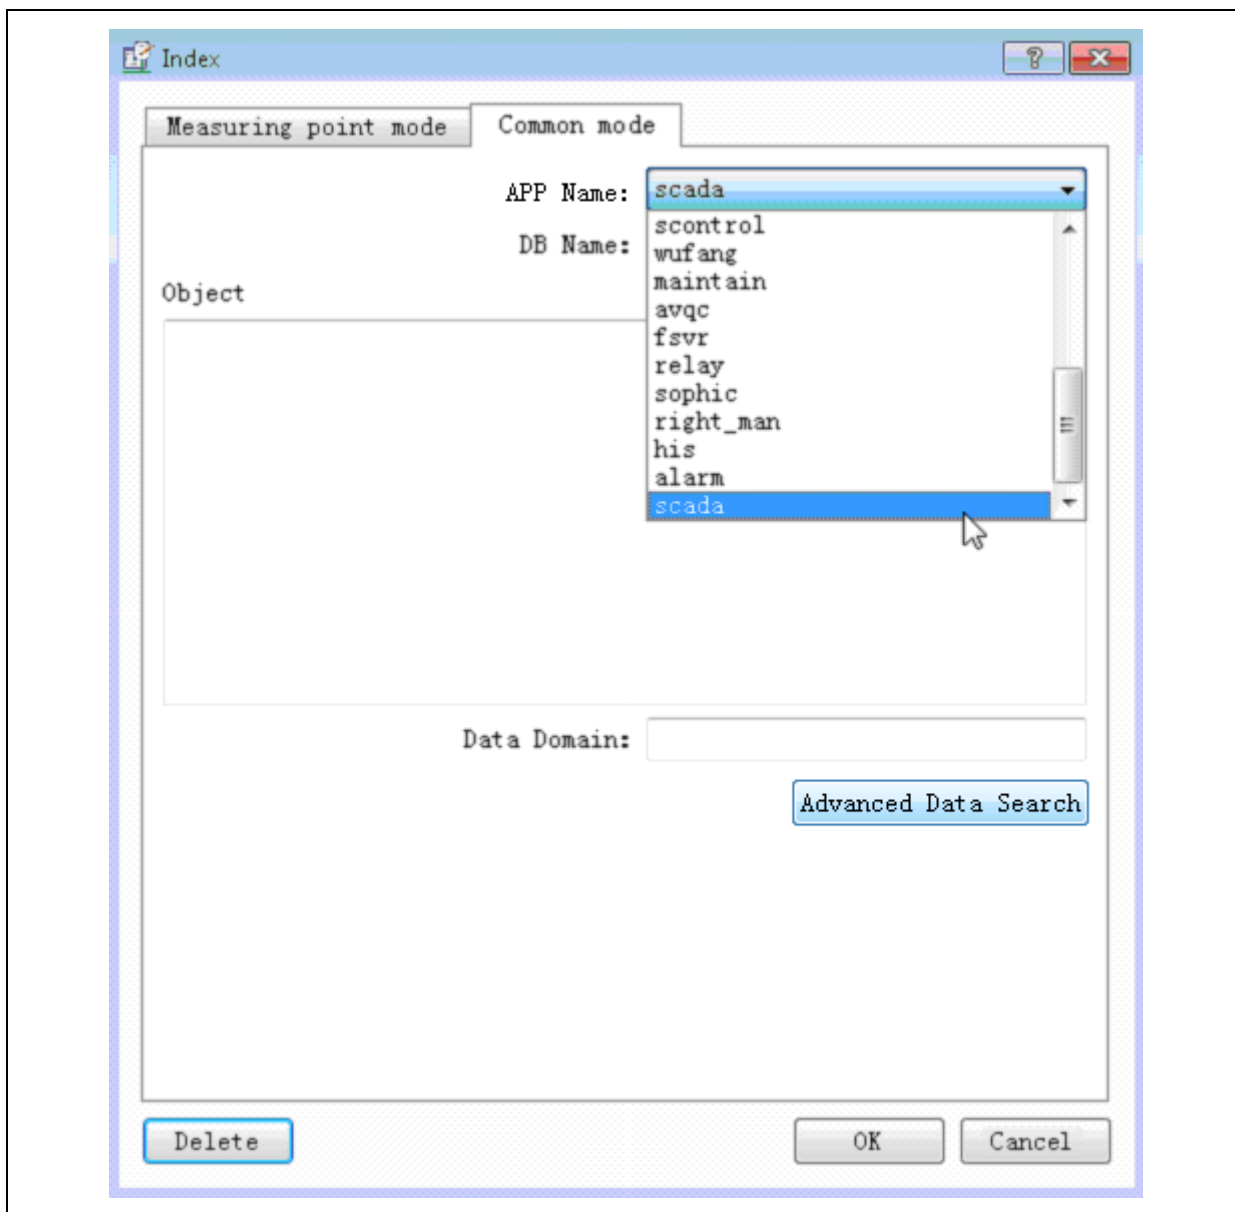 Index
Measuring point mode
Common mode
APP Name:
scada
DB Name:
scontrol
wufang
maintain
avqc
fsvr
relay
sophic
right_man
his
alarm
scada
Object
Data Domain:
Advanced Data Search
Delete
OK
Cancel